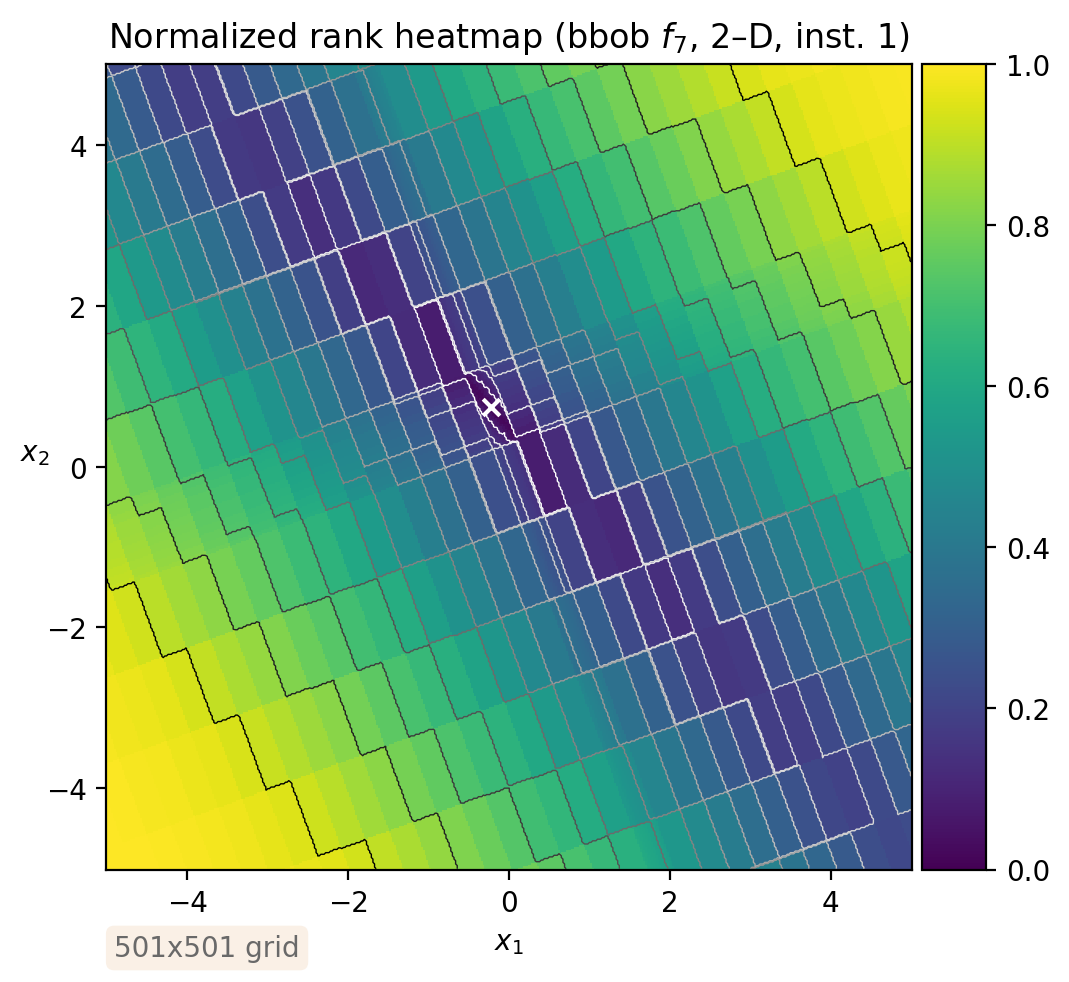 Normalized rank heatmap (bbob f₇, 2–D, inst. 1)
1.0
4
0.8
2
0.6
x₂
0
0.4
−2
0.2
−4
0.0
−4 −2 0 2 4
x₁
501x501 grid